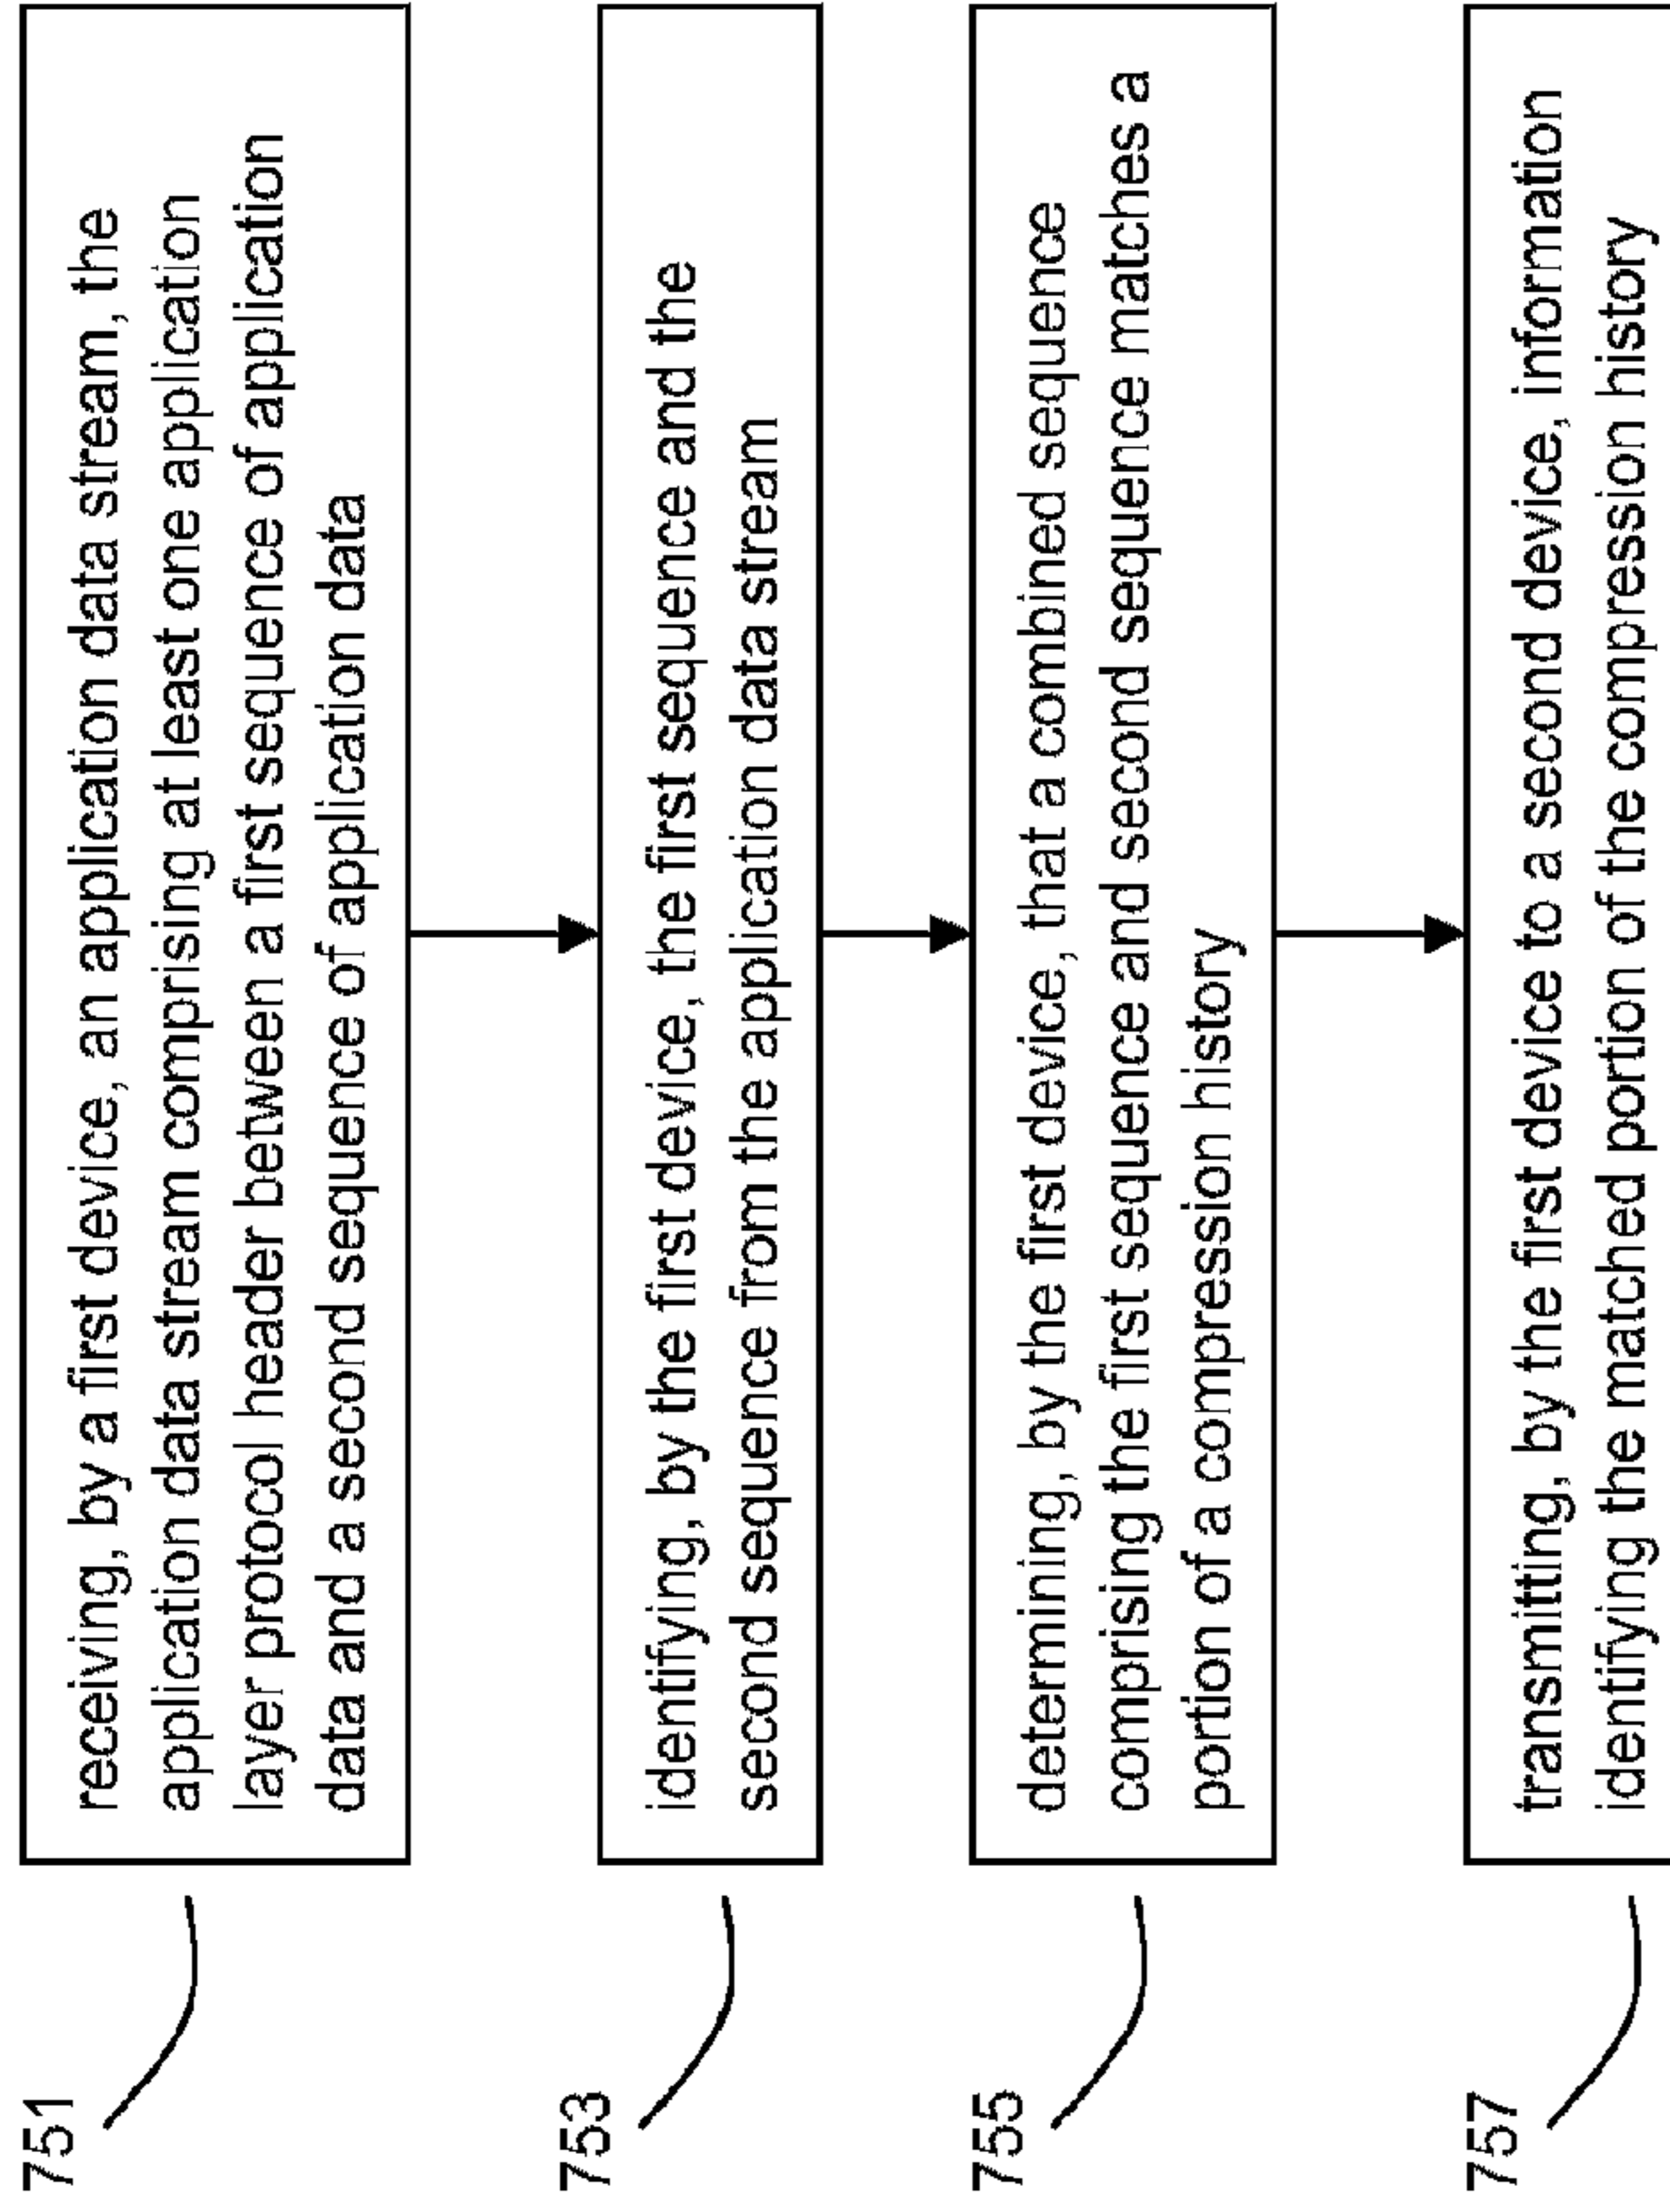 751
receiving, by a first device, an application data stream, the
application data stream comprising at least one application
layer protocol header between a first sequence of application
data and a second sequence of application data
753
identifying, by the first device, the first sequence and the
second sequence from the application data stream
755
determining, by the first device, that a combined sequence
comprising the first sequence and second sequence matches a
portion of a compression history
757
transmitting, by the first device to a second device, information
identifying the matched portion of the compression history